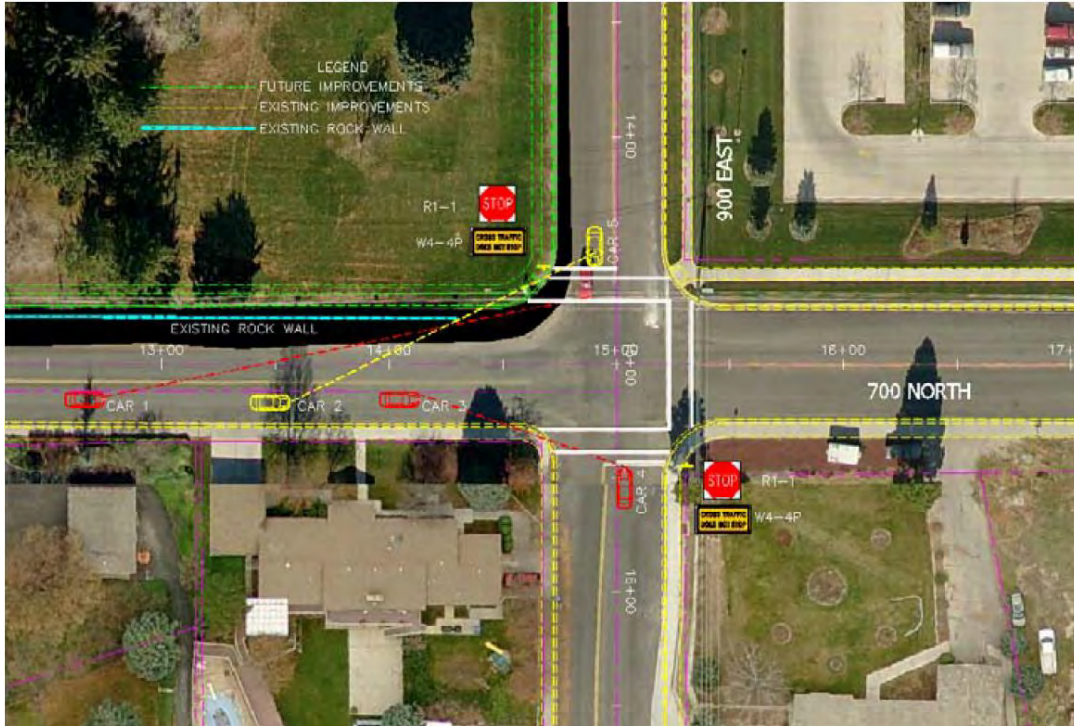 LEGEND
FUTURE IMPROVEMENTS
EXISTING IMPROVEMENTS
EXISTING ROCK WALL
14+00
900 EAST
R1-1
STOP
W4-4P
CROSS TRAFFIC
DOES NOT STOP
CAR 5
EXISTING ROCK WALL
13+00
14+00
15+00
16+00
17+
700 NORTH
CAR 1
CAR 2
CAR 3
CAR 4
STOP
R1-1
CROSS TRAFFIC
DOES NOT STOP
W4-4P
16+00